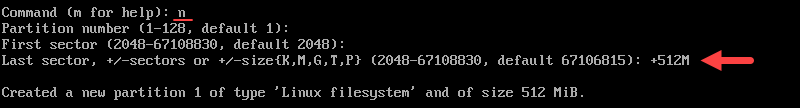 Command (m for help): n
Partition number (1-128, default 1):
First sector (2048-67108830, default 2048):
Last sector, +/-sectors or +/-size{K,M,G,T,P} (2048-67108830, default 67106815): +512M
Created a new partition 1 of type 'Linux filesystem' and of size 512 MiB.